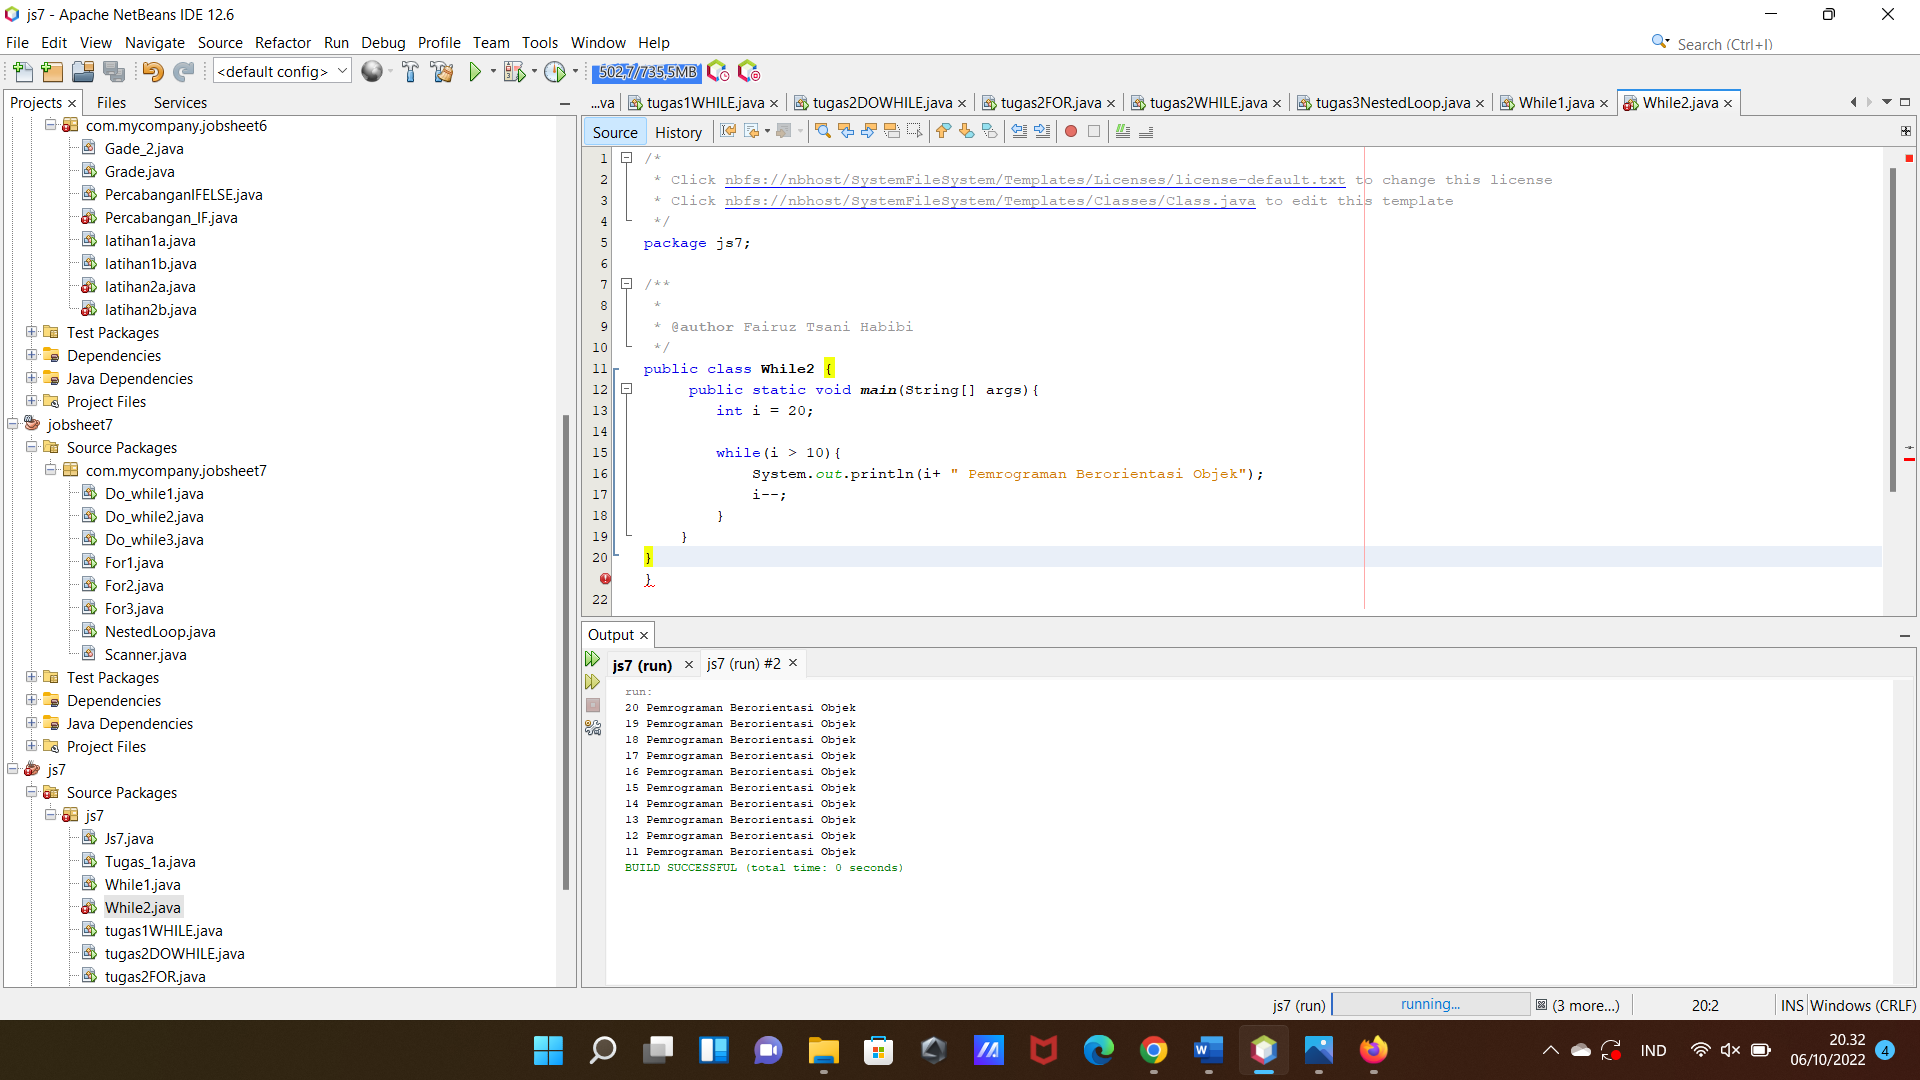 js7 - Apache NetBeans IDE 12.6
File Edit View Navigate Source Refactor Run Debug Profile Team Tools Window Help
Search (Ctrl+I)
<default config>
502,7/735,5MB
Projects Files Services
...va tugas1WHILE.java tugas2DOWHILE.java tugas2FOR.java tugas2WHILE.java tugas3NestedLoop.java While1.java While2.java
Source History
com.mycompany.jobsheet6
Gade_2.java
Grade.java
PercabanganIFELSE.java
Percabangan_IF.java
latihan1a.java
latihan1b.java
latihan2a.java
latihan2b.java
Test Packages
Dependencies
Java Dependencies
Project Files
jobsheet7
Source Packages
com.mycompany.jobsheet7
Do_while1.java
Do_while2.java
Do_while3.java
For1.java
For2.java
For3.java
NestedLoop.java
Scanner.java
Test Packages
Dependencies
Java Dependencies
Project Files
js7
Source Packages
js7
Js7.java
Tugas_1a.java
While1.java
While2.java
tugas1WHILE.java
tugas2DOWHILE.java
tugas2FOR.java
1 /*
2 * Click nbfs://nbhost/SystemFileSystem/Templates/Licenses/license-default.txt to change this license
3 * Click nbfs://nbhost/SystemFileSystem/Templates/Classes/Class.java to edit this template
4 */
5 package js7;
6
7 /**
8 *
9 * @author Fairuz Tsani Habibi
10 */
11 public class While2 {
12 public static void main(String[] args){
13 int i = 20;
14
15 while(i > 10){
16 System.out.println(i+ " Pemrograman Berorientasi Objek");
17 i--;
18 }
19 }
20 }
}
22
Output
js7 (run) js7 (run) #2
run:
20 Pemrograman Berorientasi Objek
19 Pemrograman Berorientasi Objek
18 Pemrograman Berorientasi Objek
17 Pemrograman Berorientasi Objek
16 Pemrograman Berorientasi Objek
15 Pemrograman Berorientasi Objek
14 Pemrograman Berorientasi Objek
13 Pemrograman Berorientasi Objek
12 Pemrograman Berorientasi Objek
11 Pemrograman Berorientasi Objek
BUILD SUCCESSFUL (total time: 0 seconds)
js7 (run) running... (3 more...) 20:2 INS Windows (CRLF)
IND
20.32
06/10/2022
4